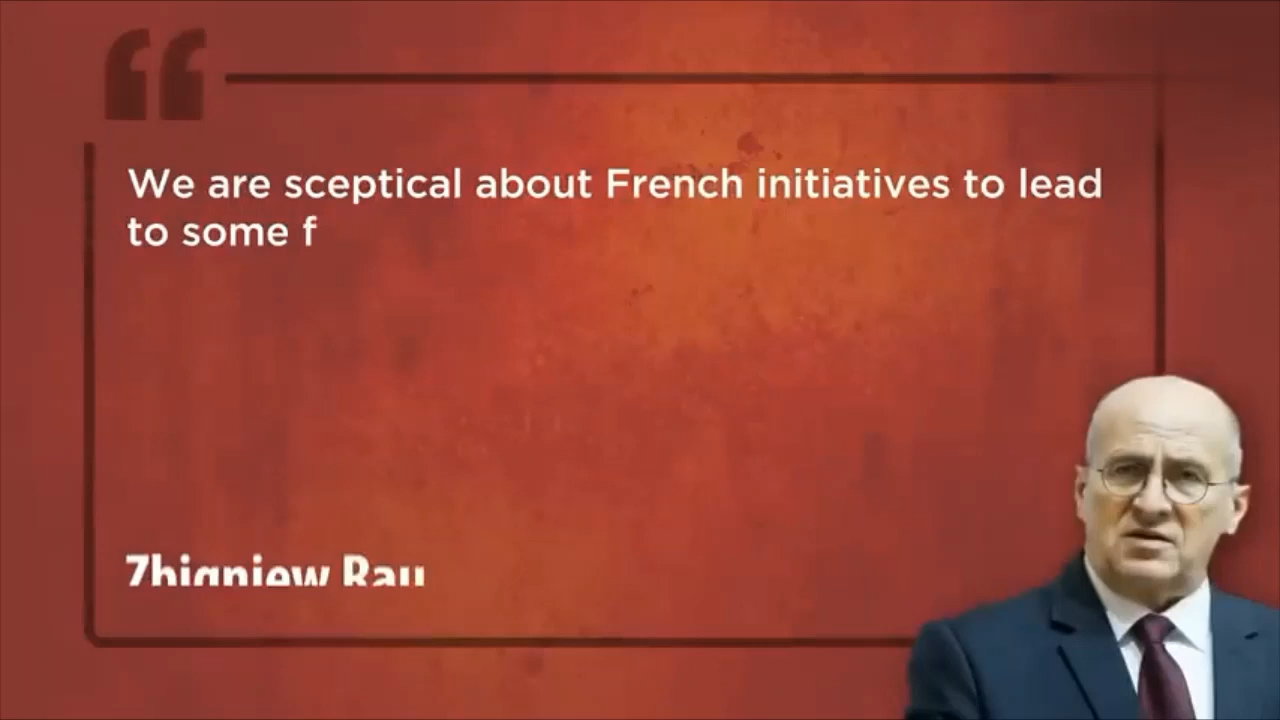 “
We are sceptical about French initiatives to lead
to some f
Zbigniew Rau